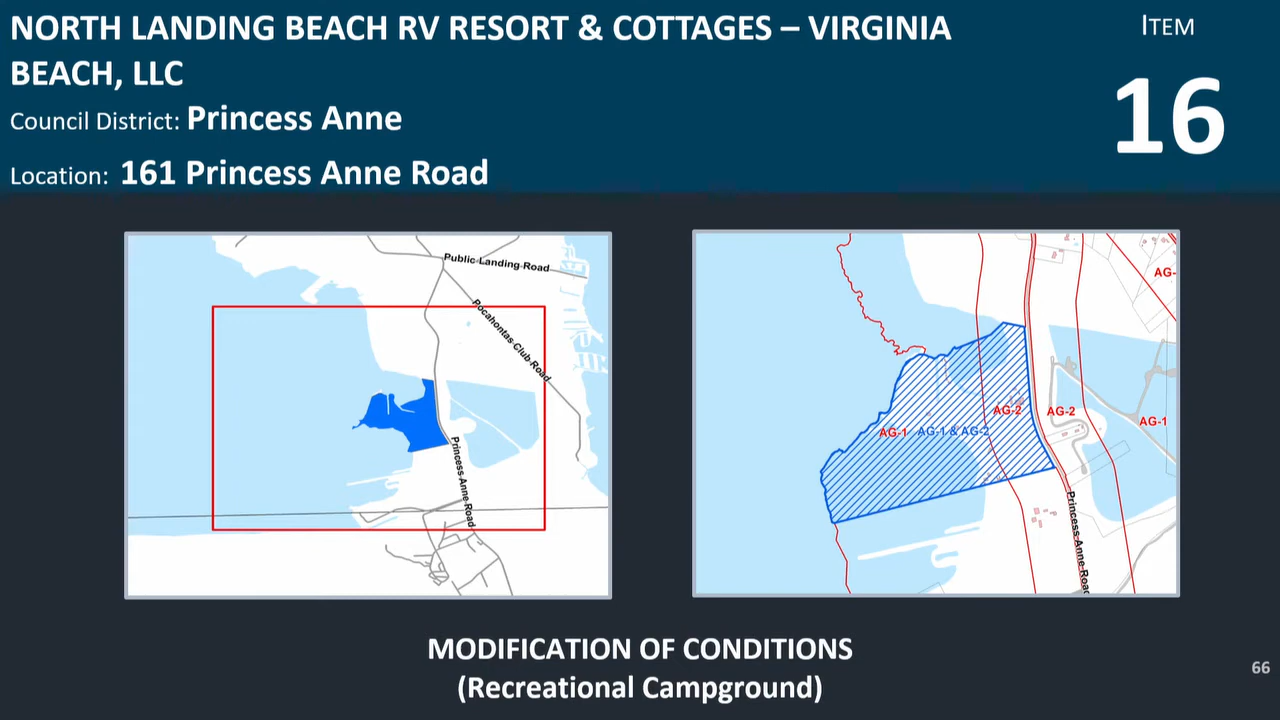 NORTH LANDING BEACH RV RESORT & COTTAGES – VIRGINIA
BEACH, LLC
Council District: Princess Anne
Location: 161 Princess Anne Road
ITEM
16
Public Landing Road
Pocahontas Club Road
Princess Anne Road
AG-
AG-2
AG-2
AG-1
AG-1 & AG-2
AG-1
Princess Anne Road
MODIFICATION OF CONDITIONS
(Recreational Campground)
66